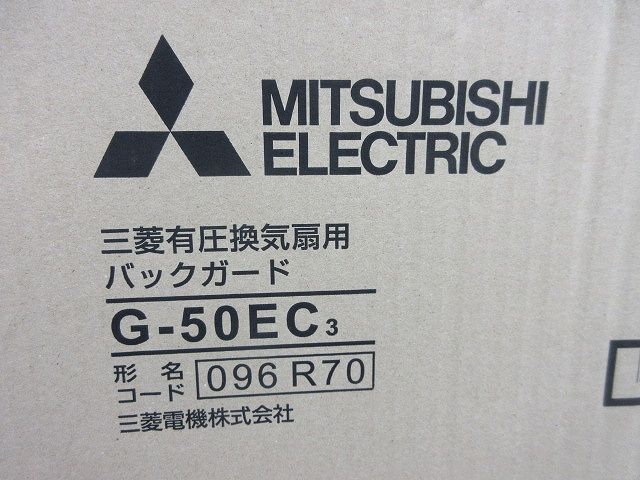 MITSUBISHI
ELECTRIC
三菱有圧換気扇用
バックガード
G-50EC3
形名
コード 096 R70
三菱電機株式会社